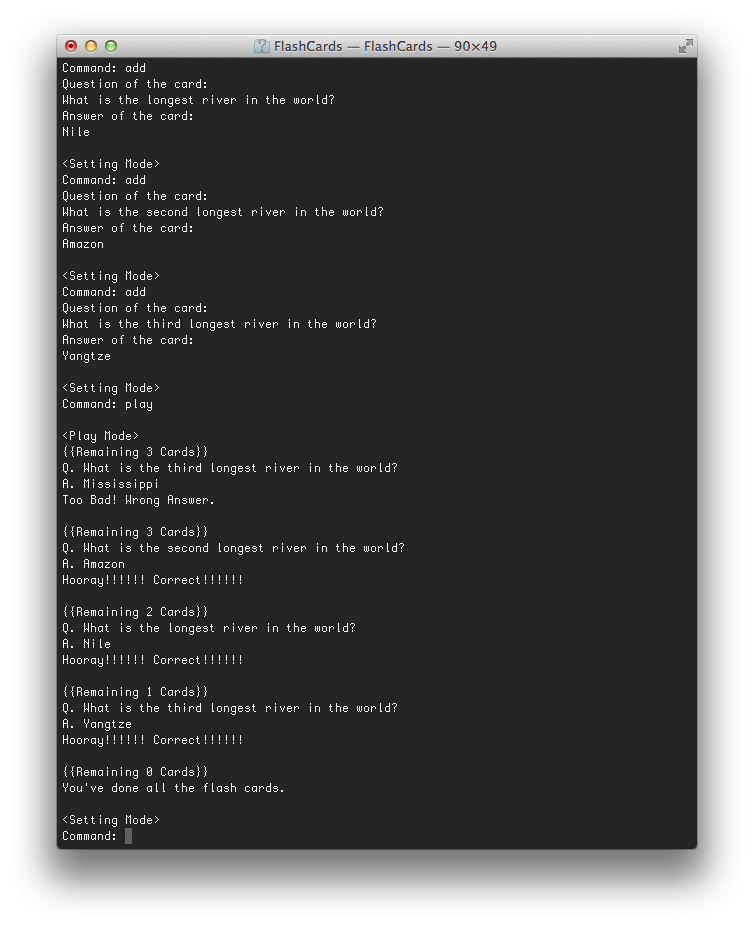 FlashCards — FlashCards — 90×49
Command: add
Question of the card:
What is the longest river in the world?
Answer of the card:
Nile
<Setting Mode>
Command: add
Question of the card:
What is the second longest river in the world?
Answer of the card:
Amazon
<Setting Mode>
Command: add
Question of the card:
What is the third longest river in the world?
Answer of the card:
Yangtze
<Setting Mode>
Command: play
<Play Mode>
{{Remaining 3 Cards}}
Q. What is the third longest river in the world?
A. Mississippi
Too Bad! Wrong Answer.
{{Remaining 3 Cards}}
Q. What is the second longest river in the world?
A. Amazon
Hooray!!!!!! Correct!!!!!!
{{Remaining 2 Cards}}
Q. What is the longest river in the world?
A. Nile
Hooray!!!!!! Correct!!!!!!
{{Remaining 1 Cards}}
Q. What is the third longest river in the world?
A. Yangtze
Hooray!!!!!! Correct!!!!!!
{{Remaining 0 Cards}}
You've done all the flash cards.
<Setting Mode>
Command: